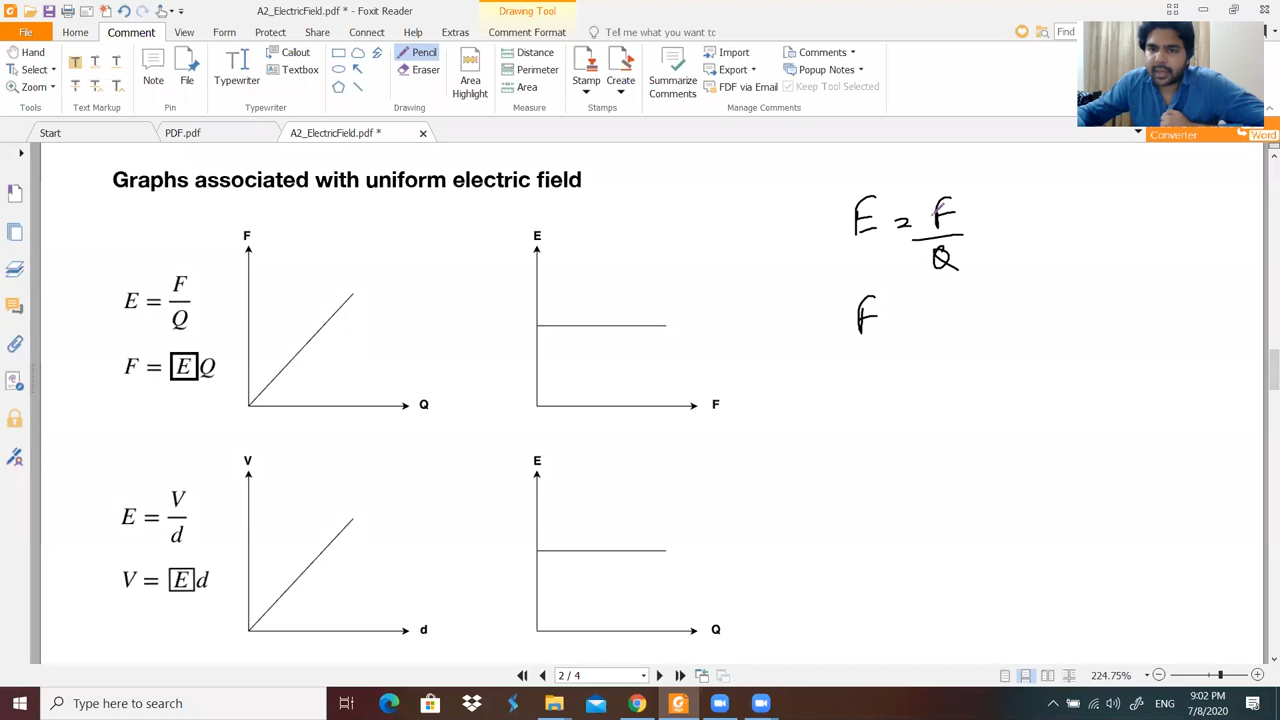 A2_ElectricField.pdf * - Foxit Reader
Drawing Tool
File Home Comment View Form Protect Share Connect Help Extras Comment Format Tell me what you want to Find
Hand
Select
Zoom
Tools
Text Markup
Note
File
Pin
Typewriter
Callout
Textbox
Typewriter
Pencil
Eraser
Drawing
Area Highlight
Distance
Perimeter
Area
Measure
Stamp
Create
Stamps
Summarize Comments
Import
Export
FDF via Email
Comments
Popup Notes
Keep Tool Selected
Manage Comments
Start PDF.pdf A2_ElectricField.pdf *
Converter Word
Graphs associated with uniform electric field
E = F/Q
F = E Q
F
Q
E
F
E = F/Q
F
E = V/d
V = E d
V
d
E
Q
2 / 4
224.75%
Type here to search
ENG
9:02 PM
7/8/2020